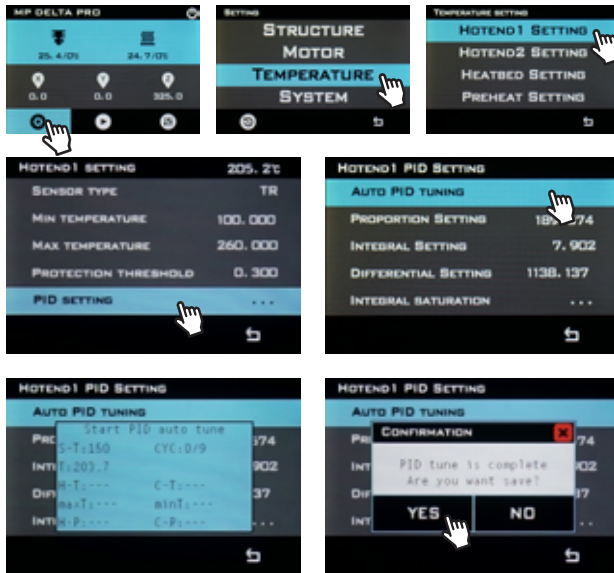 MP DELTA PRO
25.4/0℃
24.7/0℃
X
Y
Z
0.0
0.0
325.0
SETTING
STRUCTURE
MOTOR
TEMPERATURE
SYSTEM
TEMPERATURE SETTING
HOTEND1 SETTING
HOTEND2 SETTING
HEATBED SETTING
PREHEAT SETTING
HOTEND1 SETTING 205.2℃
SENSOR TYPE TR
MIN TEMPERATURE 100.000
MAX TEMPERATURE 260.000
PROTECTION THRESHOLD 0.300
PID SETTING ...
HOTEND1 PID SETTING
AUTO PID TUNING
PROPORTION SETTING
INTEGRAL SETTING 7.902
DIFFERENTIAL SETTING 1138.137
INTEGRAL SATURATION ...
HOTEND1 PID SETTING
AUTO PID TUNING
Start PID auto tune
S-T:150 CYC:0/9
T:203.7
H-T:--- C-T:---
maxT:--- minT:---
H-P:--- C-P:---
HOTEND1 PID SETTING
AUTO PID TUNING
CONFIRMATION X
PID tune is complete
Are you want save?
YES NO